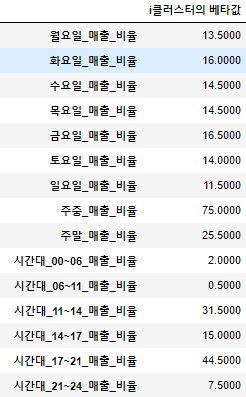 i클러스터의 베타값
월요일_매출_비율 13.5000
화요일_매출_비율 16.0000
수요일_매출_비율 14.5000
목요일_매출_비율 14.5000
금요일_매출_비율 16.5000
토요일_매출_비율 14.0000
일요일_매출_비율 11.5000
주중_매출_비율 75.0000
주말_매출_비율 25.5000
시간대_00~06_매출_비율 2.0000
시간대_06~11_매출_비율 0.5000
시간대_11~14_매출_비율 31.5000
시간대_14~17_매출_비율 15.0000
시간대_17~21_매출_비율 44.5000
시간대_21~24_매출_비율 7.5000